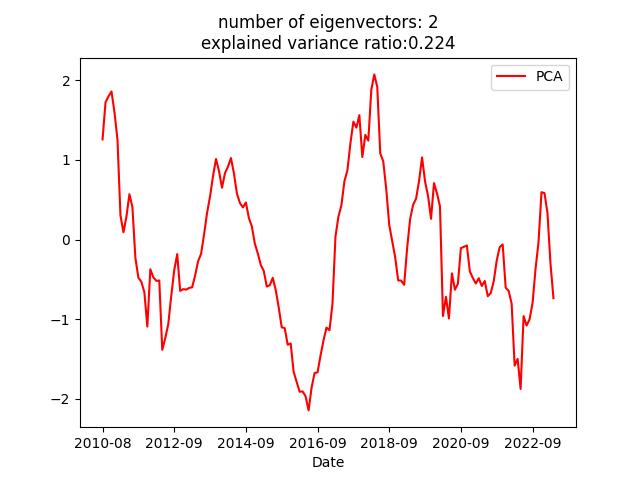 number of eigenvectors: 2
explained variance ratio:0.224
PCA
2
1
0
−1
−2
2010-08 2012-09 2014-09 2016-09 2018-09 2020-09 2022-09
Date